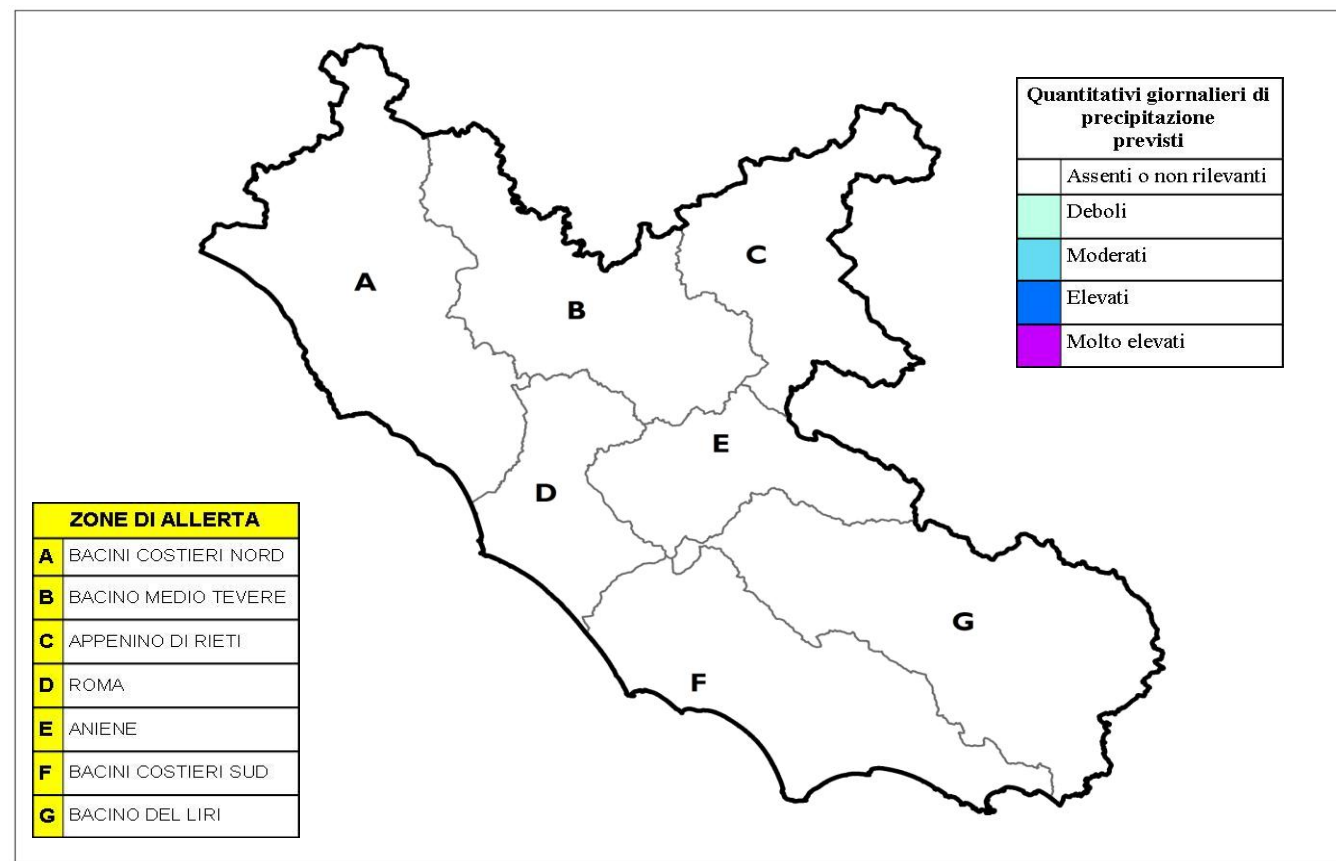 Quantitativi giornalieri di
precipitazione
previsti
Assenti o non rilevanti
Deboli
Moderati
Elevati
Molto elevati
A
B
C
D
E
F
G
ZONE DI ALLERTA
A BACINI COSTIERI NORD
B BACINO MEDIO TEVERE
C APPENINO DI RIETI
D ROMA
E ANIENE
F BACINI COSTIERI SUD
G BACINO DEL LIRI